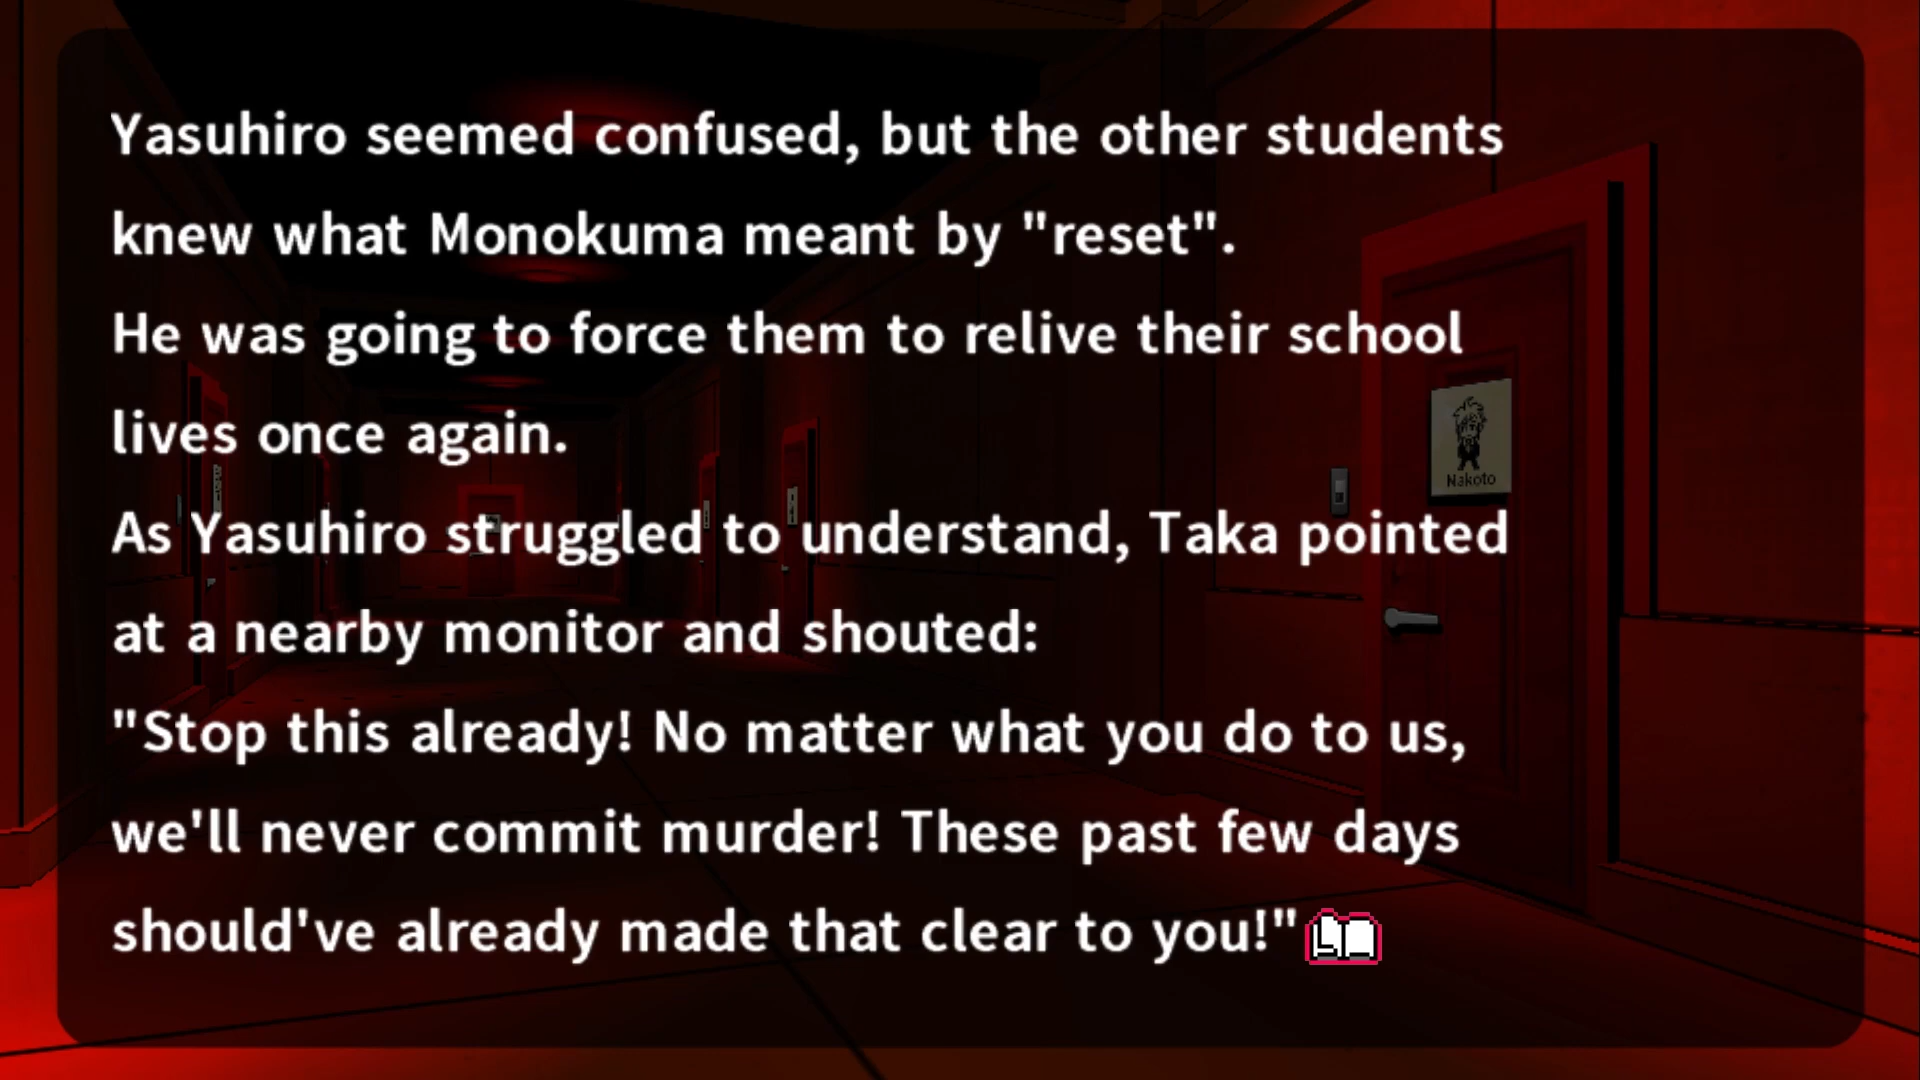 Yasuhiro seemed confused, but the other students
knew what Monokuma meant by "reset".
He was going to force them to relive their school
lives once again.
As Yasuhiro struggled to understand, Taka pointed
at a nearby monitor and shouted:
"Stop this already! No matter what you do to us,
we'll never commit murder! These past few days
should've already made that clear to you!"
Nakoto